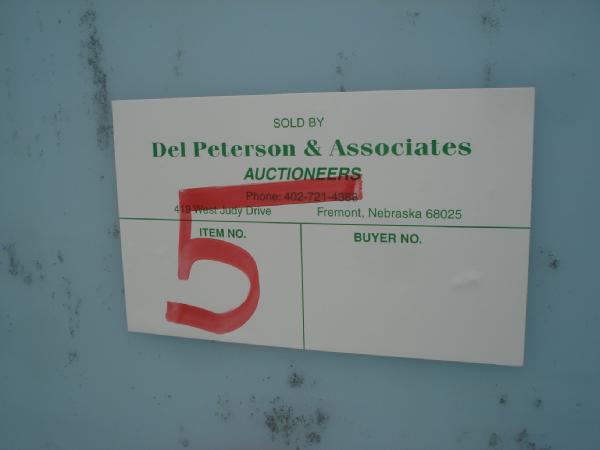 SOLD BY
Del Peterson & Associates
AUCTIONEERS
Phone: 402-721-4388
419 West Judy Drive Fremont, Nebraska 68025
ITEM NO. BUYER NO.
5